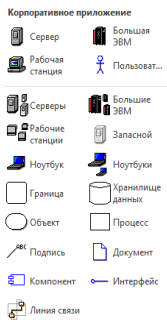 Корпоративное приложение
Сервер
Большая
ЭВМ
Рабочая
станция
Пользоват...
Серверы
Большие
ЭВМ
Рабочие
станции
Запасной
Ноутбук
Ноутбуки
Граница
Хранилище
данных
Объект
Процесс
ABC
Подпись
Документ
Компонент
Интерфейс
Линия связи